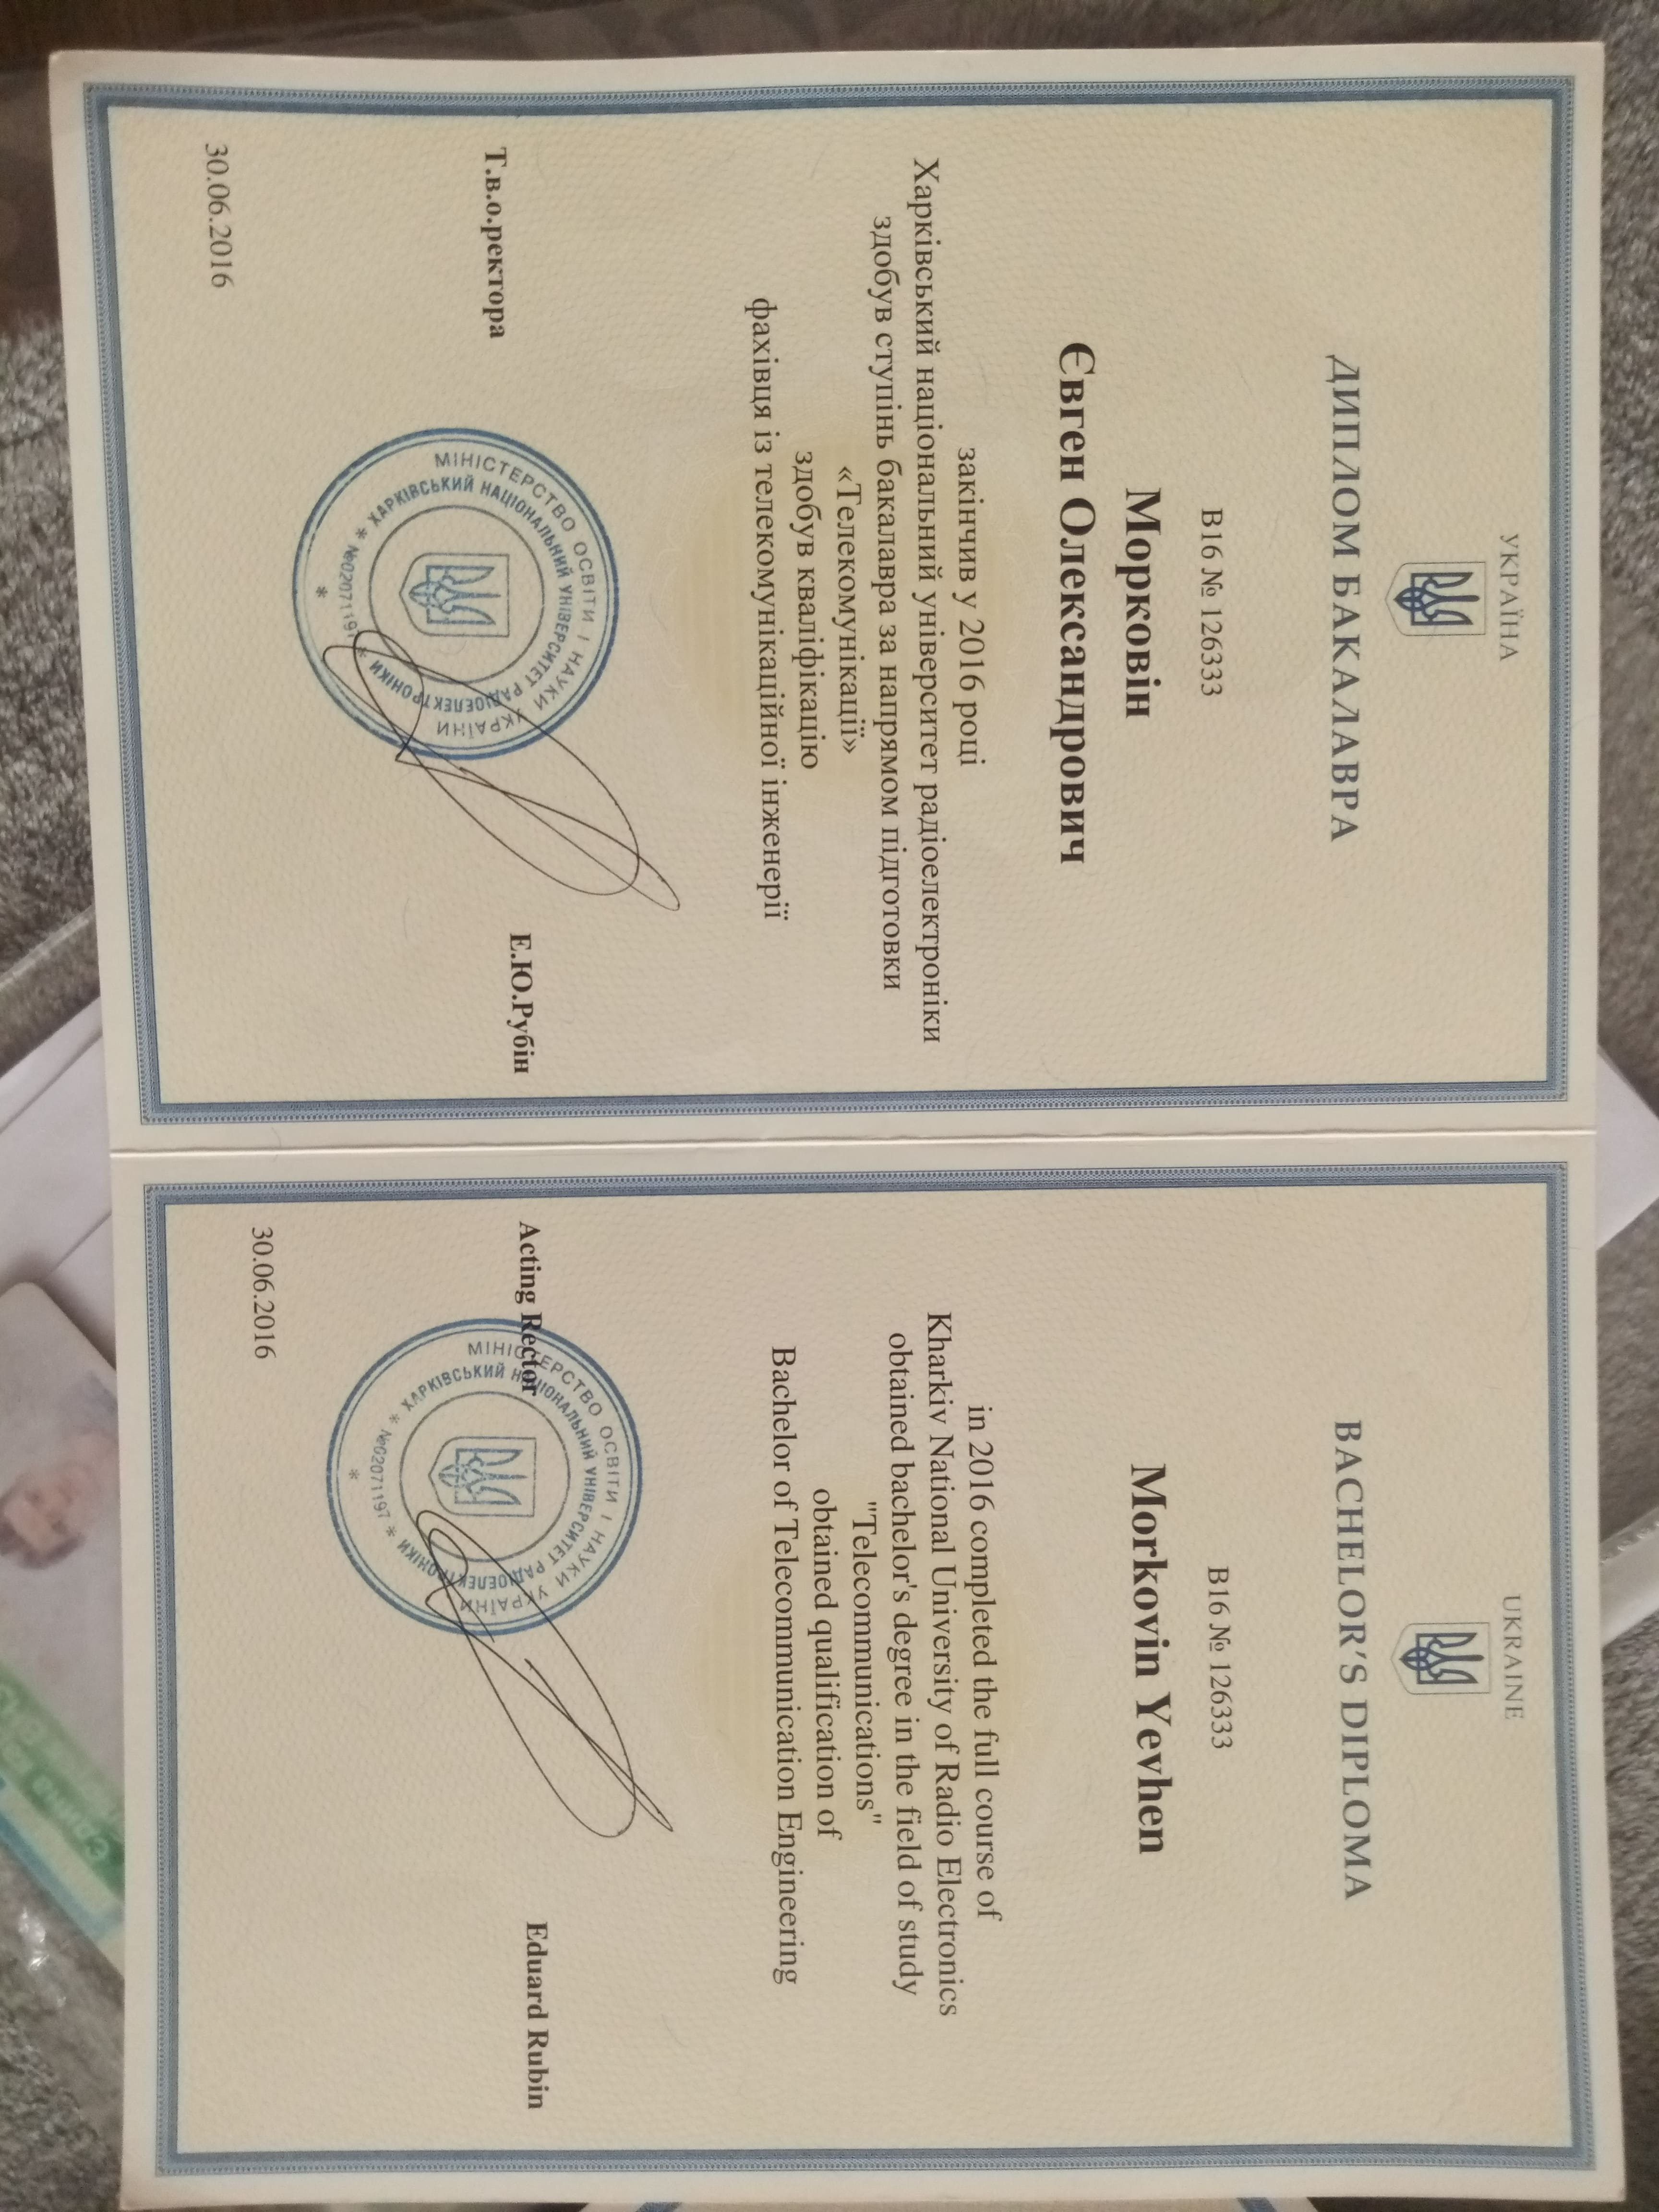 УКРАЇНА
ДИПЛОМ БАКАЛАВРА
В16 № 126333
Морковін
Євген Олександрович
закінчив у 2016 році
Харківський національний університет радіоелектроніки
здобув ступінь бакалавра за напрямом підготовки
«Телекомунікації»
здобув кваліфікацію
фахівця із телекомунікаційної інженерії
Т.в.о.ректора
Е.Ю.Рубін
МІНІСТЕРСТВО ОСВІТИ І НАУКИ УКРАЇНИ
* ХАРКІВСЬКИЙ НАЦІОНАЛЬНИЙ УНІВЕРСИТЕТ РАДІОЕЛЕКТРОНІКИ *
№02071197
*
30.06.2016
UKRAINE
BACHELOR'S DIPLOMA
B16 № 126333
Morkovin Yevhen
in 2016 completed the full course of
Kharkiv National University of Radio Electronics
obtained bachelor's degree in the field of study
"Telecommunications"
obtained qualification of
Bachelor of Telecommunication Engineering
Acting Rector
Eduard Rubin
МІНІСТЕРСТВО ОСВІТИ І НАУКИ УКРАЇНИ
* ХАРКІВСЬКИЙ НАЦІОНАЛЬНИЙ УНІВЕРСИТЕТ РАДІОЕЛЕКТРОНІКИ *
№02071197
*
30.06.2016